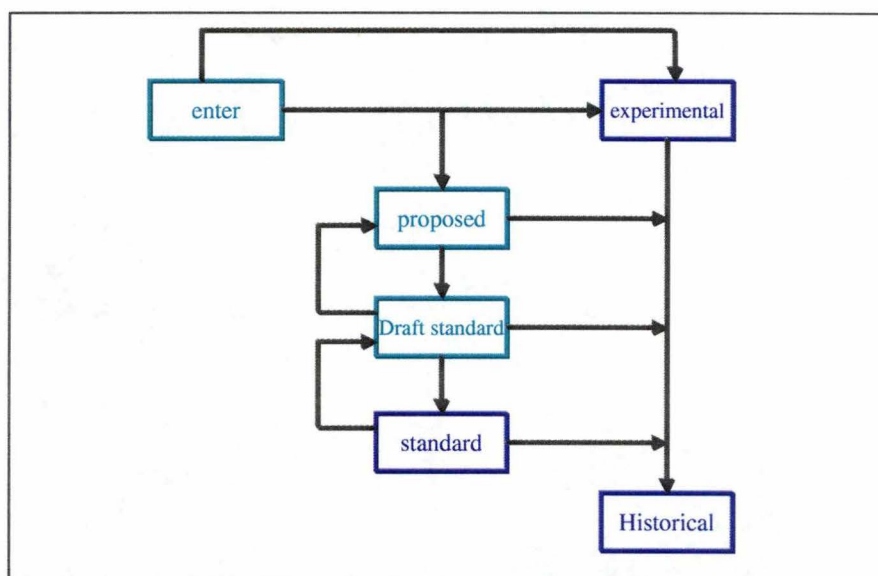 enter
experimental
proposed
Draft standard
standard
Historical